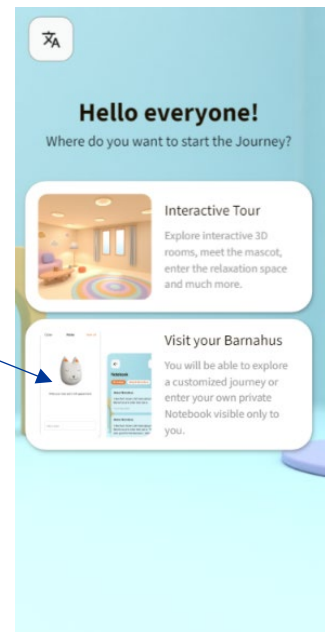 Hello everyone!
Where do you want to start the Journey?
Interactive Tour
Explore interactive 3D
rooms, meet the mascot,
enter the relaxation space
and much more.
Visit your Barnahus
You will be able to explore
a customized journey or
enter your own private
Notebook visible only to
you.
Notebook